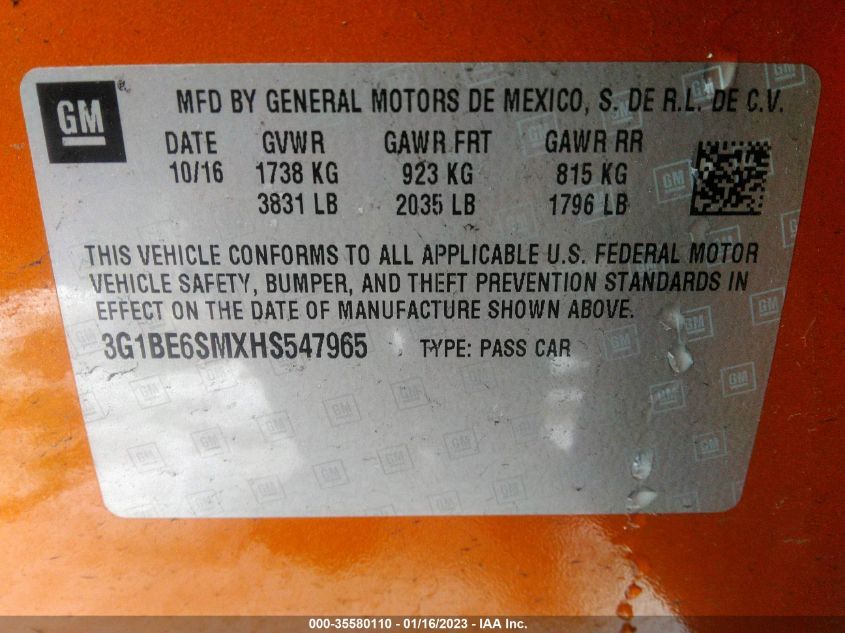 GM
MFD BY GENERAL MOTORS DE MEXICO, S. DE R.L. DE C.V.
DATE GVWR GAWR FRT GAWR RR
10/16 1738 KG 923 KG 815 KG
3831 LB 2035 LB 1796 LB
THIS VEHICLE CONFORMS TO ALL APPLICABLE U.S. FEDERAL MOTOR
VEHICLE SAFETY, BUMPER, AND THEFT PREVENTION STANDARDS IN
EFFECT ON THE DATE OF MANUFACTURE SHOWN ABOVE.
3G1BE6SMXHS547965 TYPE: PASS CAR
000-35580110 - 01/16/2023 - IAA Inc.